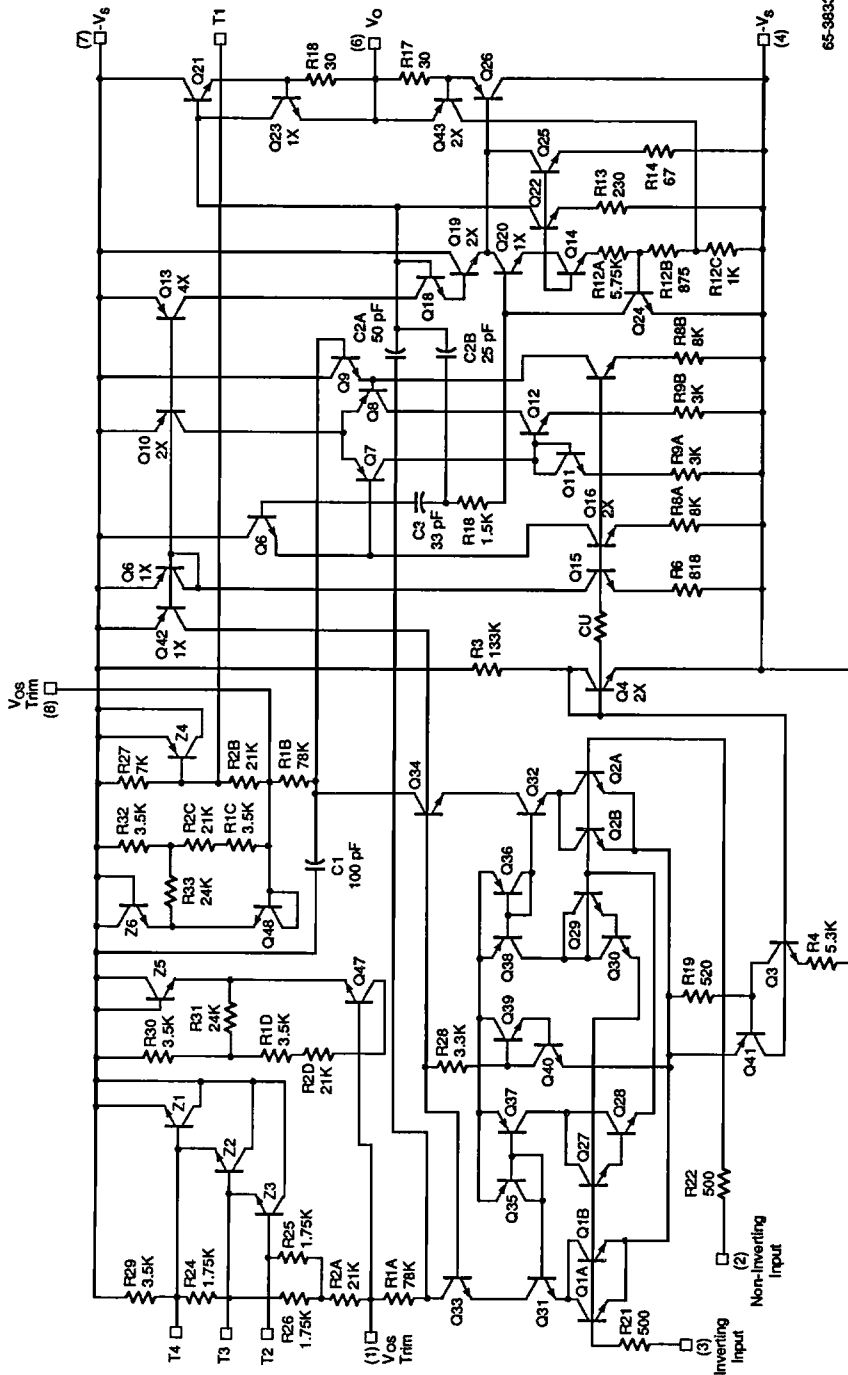 Vos
Trim
(8)
(7)
-Vs
T1
(6)
Vo
-Vs
(4)
65-3833
T4
T3
T2
(1)
Vos
Trim
R29
3.5K
R24
1.75K
R26
1.75K
R25
1.75K
R2A
21K
R1A
78K
Z1
Z2
Z3
R30
3.5K
R31
24K
R1D
3.5K
R2D
21K
Z5
Q47
Z6
R33
24K
Q48
R32
3.5K
R2C
21K
R1C
3.5K
R27
7K
Z4
R2B
21K
R1B
78K
C1
100 pF
Q42
1X
Q6
1X
Q10
2X
Q13
4X
Q6
Q7
Q8
Q9
C3
33 pF
R18
1.5K
C2A
50 pF
C2B
25 pF
Q18
Q19
2X
Q20
1X
Q21
Q23
1X
R18
30
R17
30
Q43
2X
Q26
Q25
Q22
R14
67
R13
230
Q14
R12A
5.75K
R12B
875
R12C
1K
Q24
Q11
Q12
Q16
2X
Q15
R8A
8K
R9A
3K
R9B
3K
R8B
8K
R6
818
CU
Q4
2X
R3
133K
Q33
Q34
Q31
Q32
R28
3.3K
Q35
Q37
Q39
Q40
Q38
Q36
Q27
Q28
Q29
Q30
Q1A
Q1B
Q2B
Q2A
R21
500
(3)
Inverting
Input
R22
500
(2)
Non-Inverting
Input
R19
520
Q41
Q3
R4
5.3K